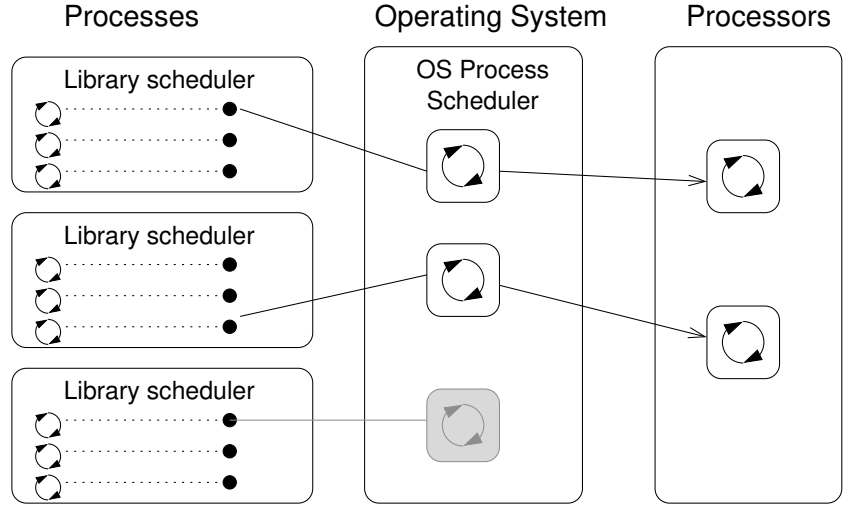 Processes
Operating System
Processors
Library scheduler
OS Process
Scheduler
Library scheduler
Library scheduler